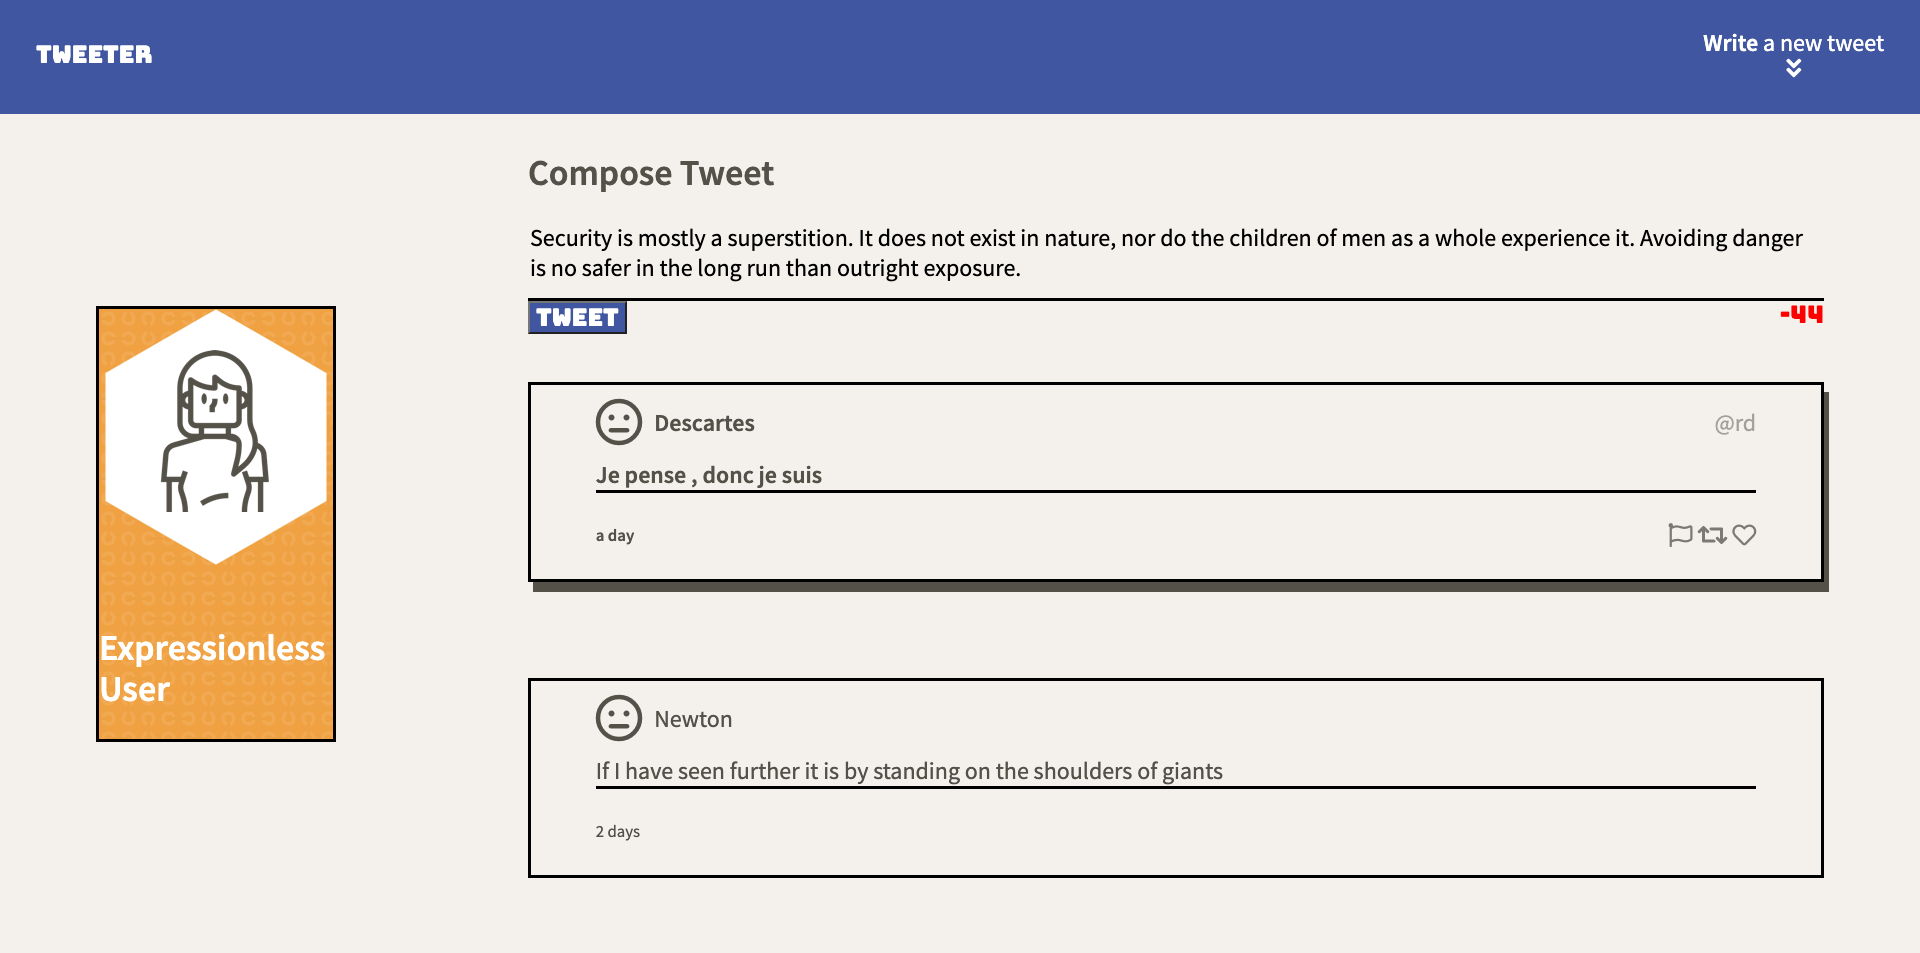 TWEETER
Write a new tweet
Compose Tweet
Security is mostly a superstition. It does not exist in nature, nor do the children of men as a whole experience it. Avoiding danger
is no safer in the long run than outright exposure.
TWEET
-44
Expressionless
User
Descartes
@rd
Je pense , donc je suis
a day
Newton
If I have seen further it is by standing on the shoulders of giants
2 days